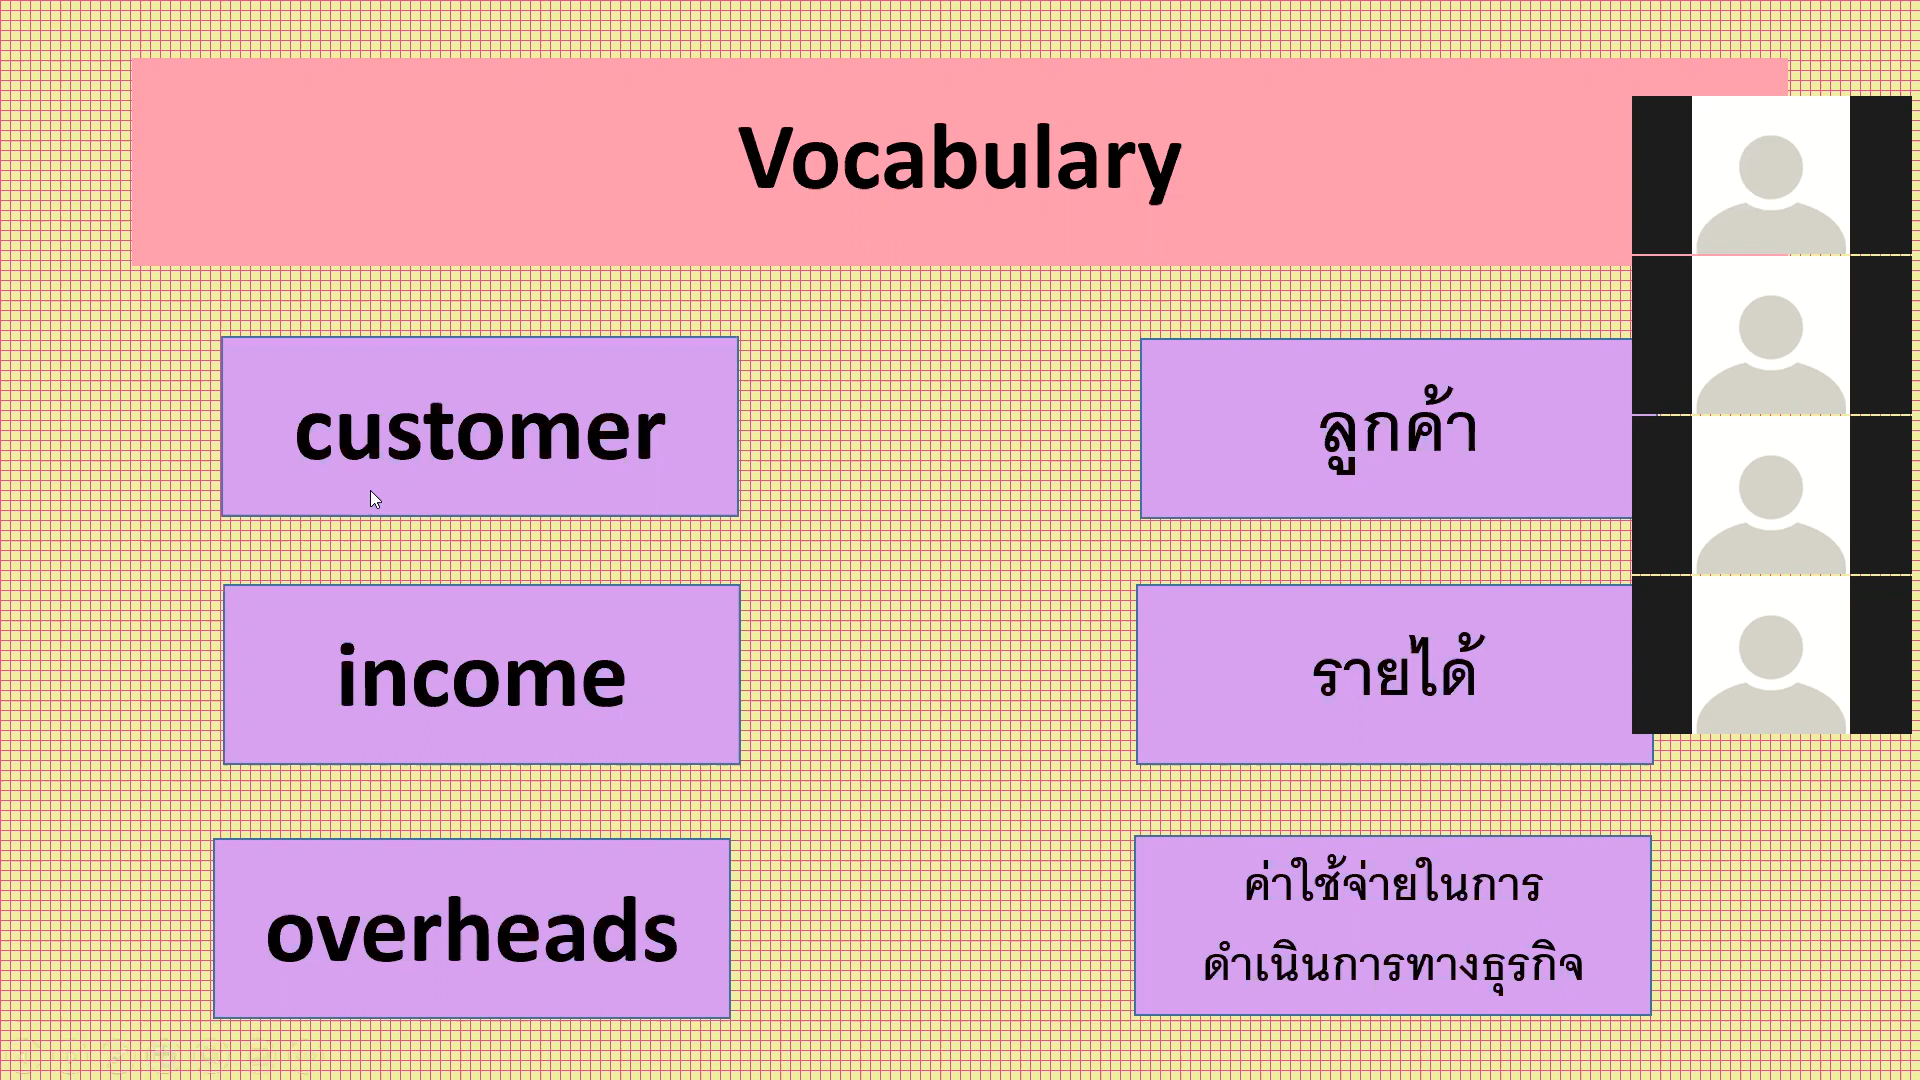 Vocabulary
customer
ลูกค้า
income
รายได้
overheads
ค่าใช้จ่ายในการ
ดำเนินการทางธุรกิจ